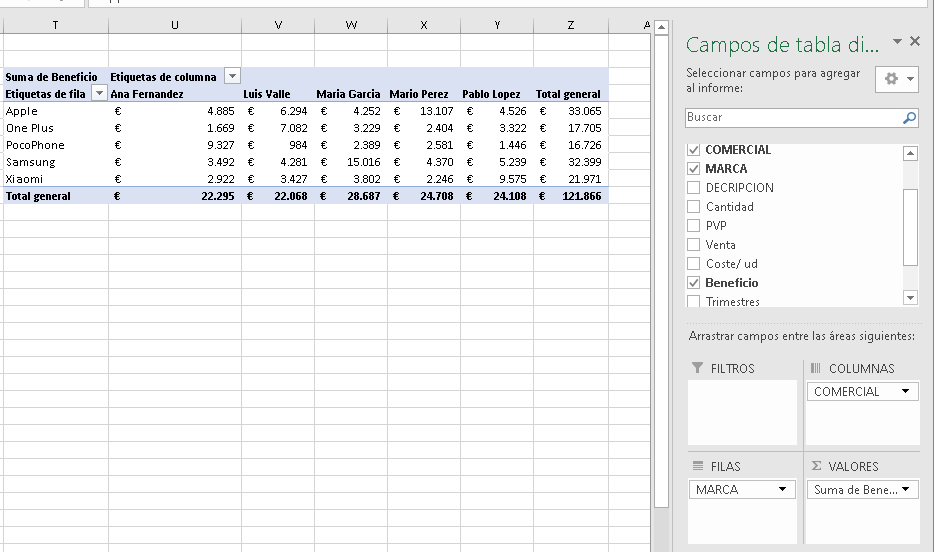 T U V W X Y Z A
Suma de Beneficio Etiquetas de columna
Etiquetas de fila Ana Fernandez Luis Valle Maria Garcia Mario Perez Pablo Lopez Total general
Apple € 4.885 € 6.294 € 4.252 € 13.107 € 4.526 € 33.065
One Plus € 1.669 € 7.082 € 3.229 € 2.404 € 3.322 € 17.705
PocoPhone € 9.327 € 984 € 2.389 € 2.581 € 1.446 € 16.726
Samsung € 3.492 € 4.281 € 15.016 € 4.370 € 5.239 € 32.399
Xiaomi € 2.922 € 3.427 € 3.802 € 2.246 € 9.575 € 21.971
Total general € 22.295 € 22.068 € 28.687 € 24.708 € 24.108 € 121.866
Campos de tabla di...
Seleccionar campos para agregar
al informe:
Buscar
COMERCIAL
MARCA
DECRIPCION
Cantidad
PVP
Venta
Coste/ ud
Beneficio
Trimestres
Arrastrar campos entre las áreas siguientes:
FILTROS
COLUMNAS
COMERCIAL
FILAS
VALORES
MARCA
Suma de Bene...